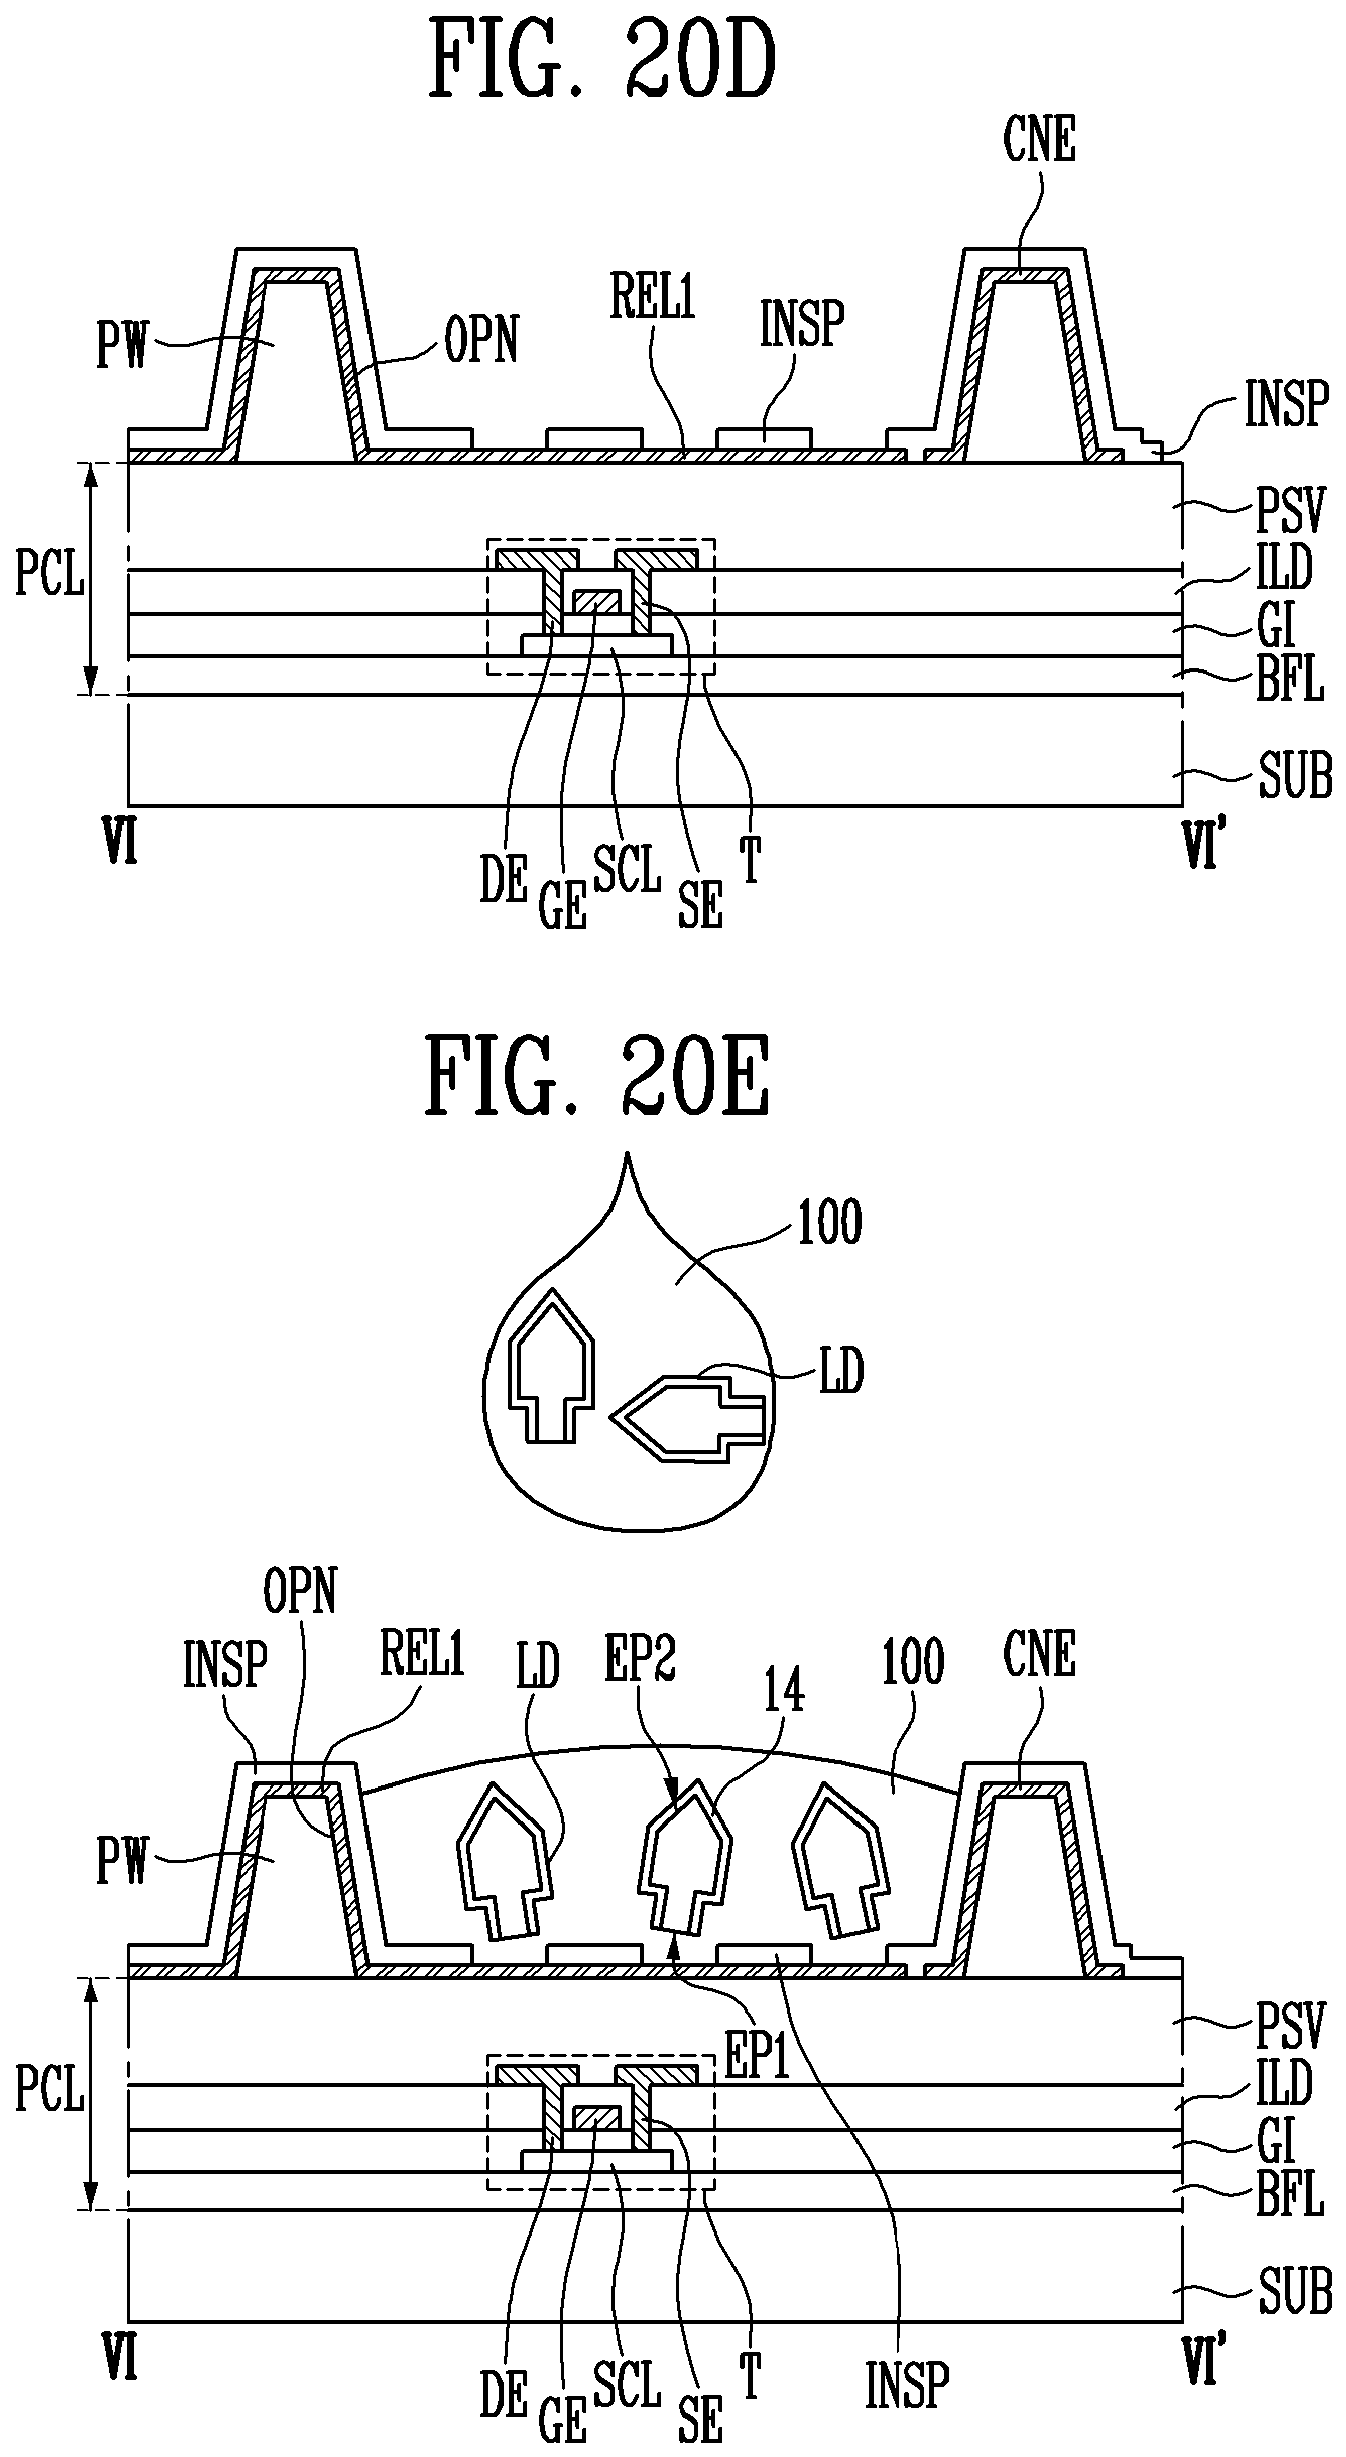 FIG. 20D
CNE
REL1
INSP
PW
OPN
INSP
PSV
PCL
ILD
GI
BFL
SUB
VI
VI'
DE
GE
SCL
SE
T
FIG. 20E
100
LD
OPN
INSP
REL1
LD
EP2
14
100
CNE
PW
PSV
EP1
PCL
ILD
GI
BFL
SUB
VI
VI'
DE
GE
SCL
SE
T
INSP